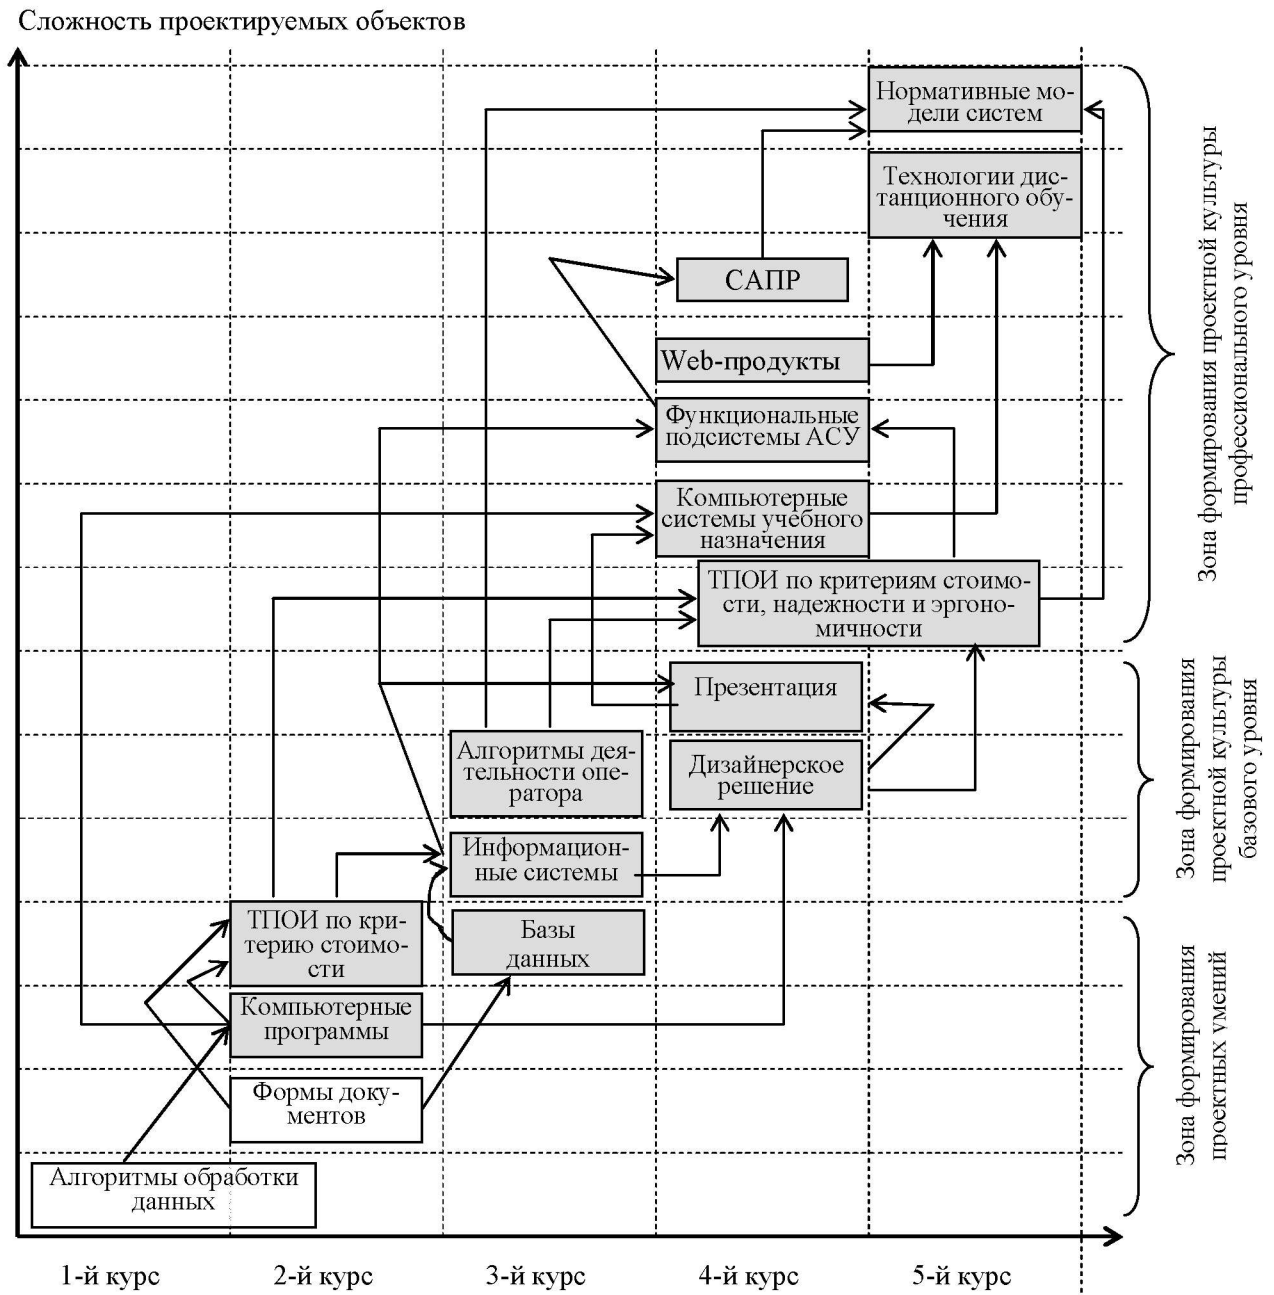 Сложность проектируемых объектов
Нормативные мо-
дели систем
Технологии дис-
танционного обу-
чения
САПР
Web-продукты
Функциональные
подсистемы АСУ
Компьютерные
системы учебного
назначения
ТПОИ по критериям стоимо-
сти, надежности и эргоно-
мичности
Презентация
Алгоритмы дея-
тельности опе-
ратора
Дизайнерское
решение
Информацион-
ные системы
ТПОИ по кри-
терию стоимо-
сти
Базы
данных
Компьютерные
программы
Формы доку-
ментов
Алгоритмы обработки
данных
1-й курс
2-й курс
3-й курс
4-й курс
5-й курс
Зона формирования проектной культуры
профессионального уровня
Зона формирования
проектной культуры
базового уровня
Зона формирования
проектных умений